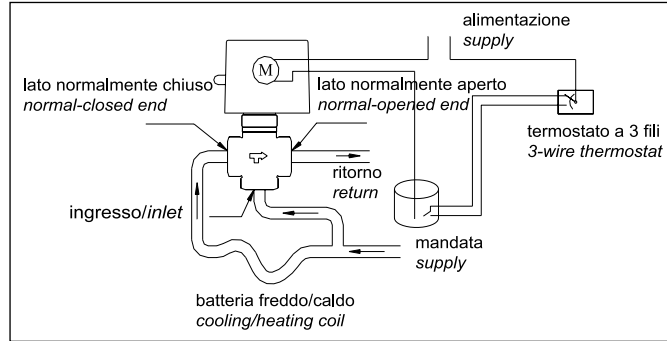 alimentazione
supply
M
lato normalmente chiuso
normal-closed end
lato normalmente aperto
normal-opened end
termostato a 3 fili
3-wire thermostat
ritorno
return
ingresso/inlet
mandata
supply
batteria freddo/caldo
cooling/heating coil